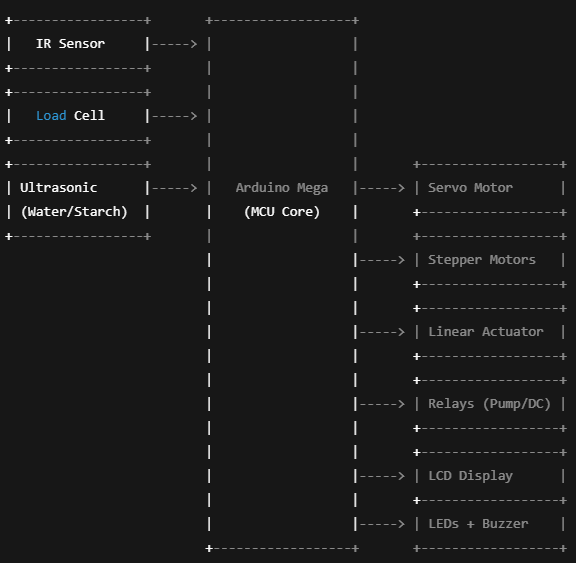 IR Sensor
Load Cell
Ultrasonic
(Water/Starch)
Arduino Mega
(MCU Core)
Servo Motor
Stepper Motors
Linear Actuator
Relays (Pump/DC)
LCD Display
LEDs + Buzzer